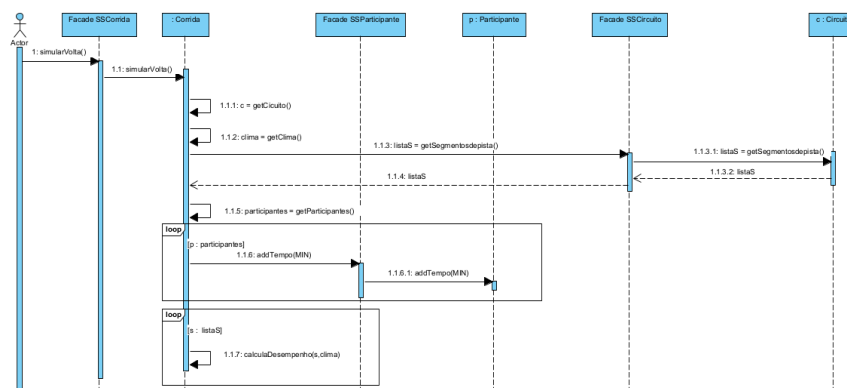 Facade SSCorrida
: Corrida
Facade SSParticipante
p : Participante
Facade SSCircuito
c : Circuit
Actor
1: simularVolta()
1.1: simularVolta()
1.1.1: c = getCicuito()
1.1.2: clima = getClima()
1.1.3: listaS = getSegmentosdepista()
1.1.3.1: listaS = getSegmentosdepista()
1.1.3.2: listaS
1.1.4: listaS
1.1.5: participantes = getParticipantes()
loop
[p : participantes]
1.1.6: addTempo(MIN)
1.1.6.1: addTempo(MIN)
loop
[s : listaS]
1.1.7: calculaDesempenho(s,clima)